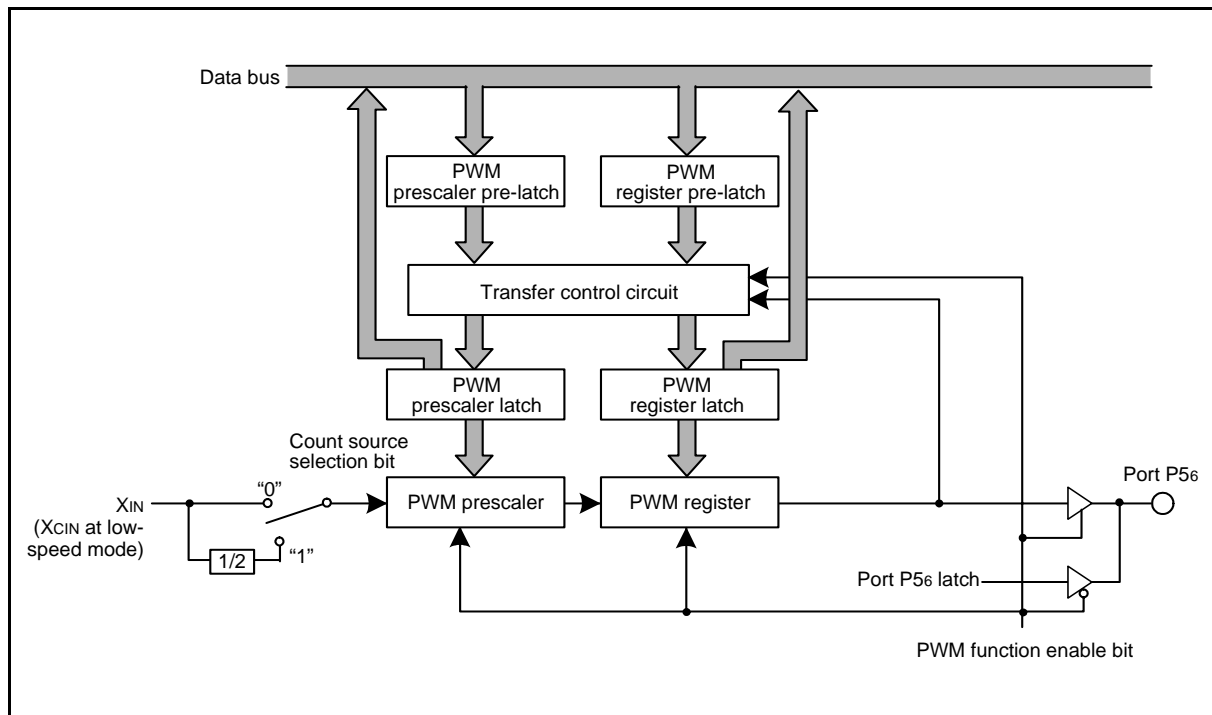 Data bus
PWM
prescaler pre-latch
PWM
register pre-latch
Transfer control circuit
PWM
prescaler latch
PWM
register latch
Count source
selection bit
“0”
XIN
(XCIN at low-
speed mode)
1/2
“1”
PWM prescaler
PWM register
Port P56
Port P56 latch
PWM function enable bit